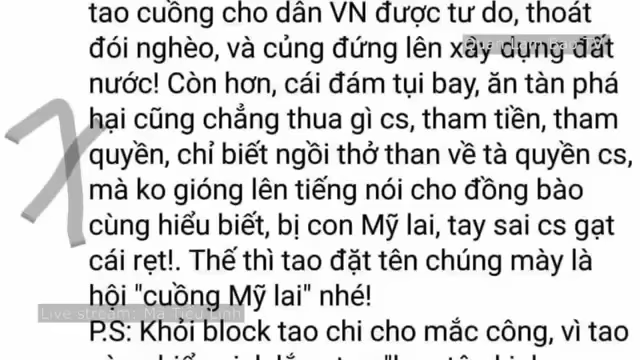 tao cuồng cho dân VN được tự do, thoát
đói nghèo, và củng đứng lên xây dựng đất
nước! Còn hơn, cái đám tụi bay, ăn tàn phá
hại cũng chẳng thua gì cs, tham tiền, tham
quyền, chỉ biết ngồi thở than về tà quyền cs,
mà ko gióng lên tiếng nói cho đồng bào
cùng hiểu biết, bị con Mỹ lai, tay sai cs gạt
cái rẹt!. Thế thì tao đặt tên chúng mày là
hội "cuồng Mỹ lai" nhé!
Live stream: Ma Tieu Linh
P.S: Khỏi block tao chi cho mắc công, vì tao